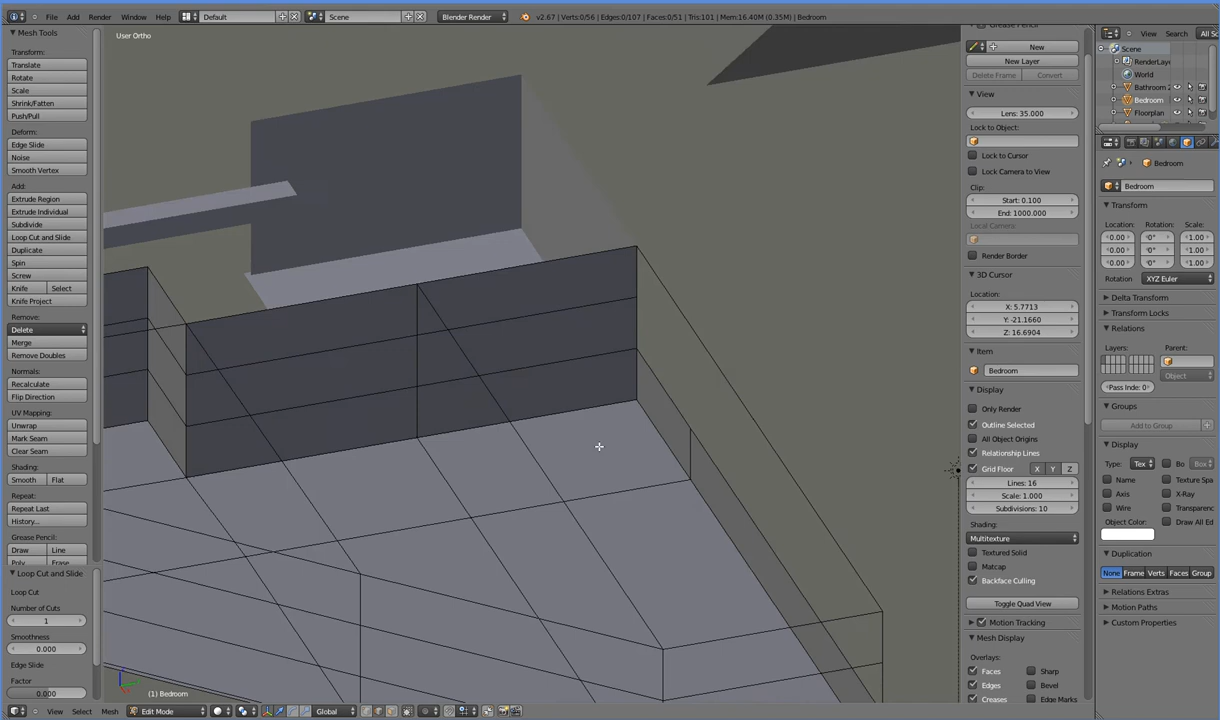 File Add Render Window Help Default Scene Blender Render v2.67 | Verts:0/56 | Edges:0/107 | Faces:0/51 | Tris:101 | Mem:16.40M (0.35M) | Bedroom
Mesh Tools
Transform:
Translate
Rotate
Scale
Shrink/Fatten
Push/Pull
Deform:
Edge Slide
Noise
Smooth Vertex
Add:
Extrude Region
Extrude Individual
Subdivide
Loop Cut and Slide
Duplicate
Spin
Screw
Knife Select
Knife Project
Remove:
Delete
Merge
Remove Doubles
Normals:
Recalculate
Flip Direction
UV Mapping:
Unwrap
Mark Seam
Clear Seam
Shading:
Smooth Flat
Repeat:
Repeat Last
History...
Grease Pencil:
Draw Line
Poly
Loop Cut and Slide
Loop Cut
Number of Cuts
1
Smoothness
0.000
Edge Slide
Factor
0.000
User Ortho
(1) Bedroom
View Select Mesh Edit Mode Global
Grease Pencil
New
New Layer
Delete Frame Convert
View
Lens: 35.000
Lock to Object:
Lock to Cursor
Lock Camera to View
Clip:
Start: 0.100
End: 1000.000
Local Camera:
Render Border
3D Cursor
Location:
X: 5.7713
Y: -21.1660
Z: 16.6904
Item
Bedroom
Display
Only Render
Outline Selected
All Object Origins
Relationship Lines
Grid Floor X Y Z
Lines: 16
Scale: 1.000
Subdivisions: 10
Shading:
Multitexture
Textured Solid
Matcap
Backface Culling
Toggle Quad View
Motion Tracking
Mesh Display
Overlays:
Faces Sharp
Edges Bevel
Creases Edge Marks
View Search All Sc
Scene
RenderLaye
World
Bathroom 2
Bedroom
Floorplan
Bedroom
Bedroom
Transform
Location: Rotation: Scale:
0.00 0° 1.00
0.00 0° 1.00
0.00 0° 1.00
Rotation XYZ Euler
Delta Transform
Transform Locks
Relations
Layers: Parent:
Object
Pass Inde: 0
Groups
Add to Group
Display
Type: Tex Bo Box
Name Texture Spa
Axis X-Ray
Wire Transparenc
Object Color: Draw All Ed
Duplication
None Frame Verts Faces Group
Relations Extras
Motion Paths
Custom Properties